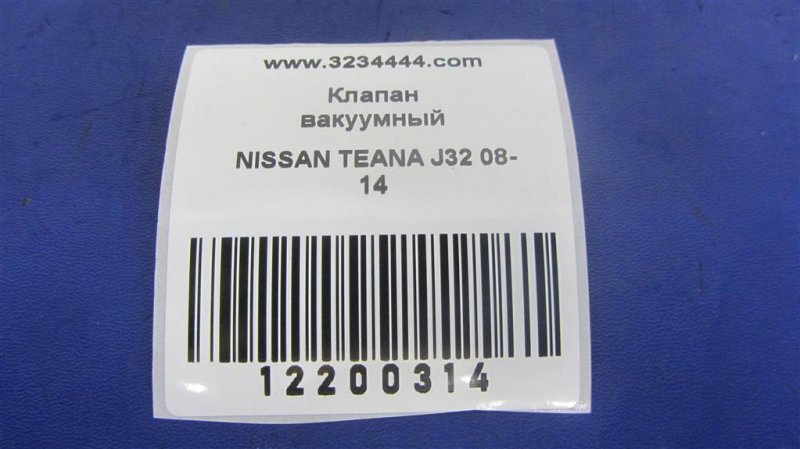 www.3234444.com
Клапан
вакуумный
NISSAN TEANA J32 08-
14
12200314